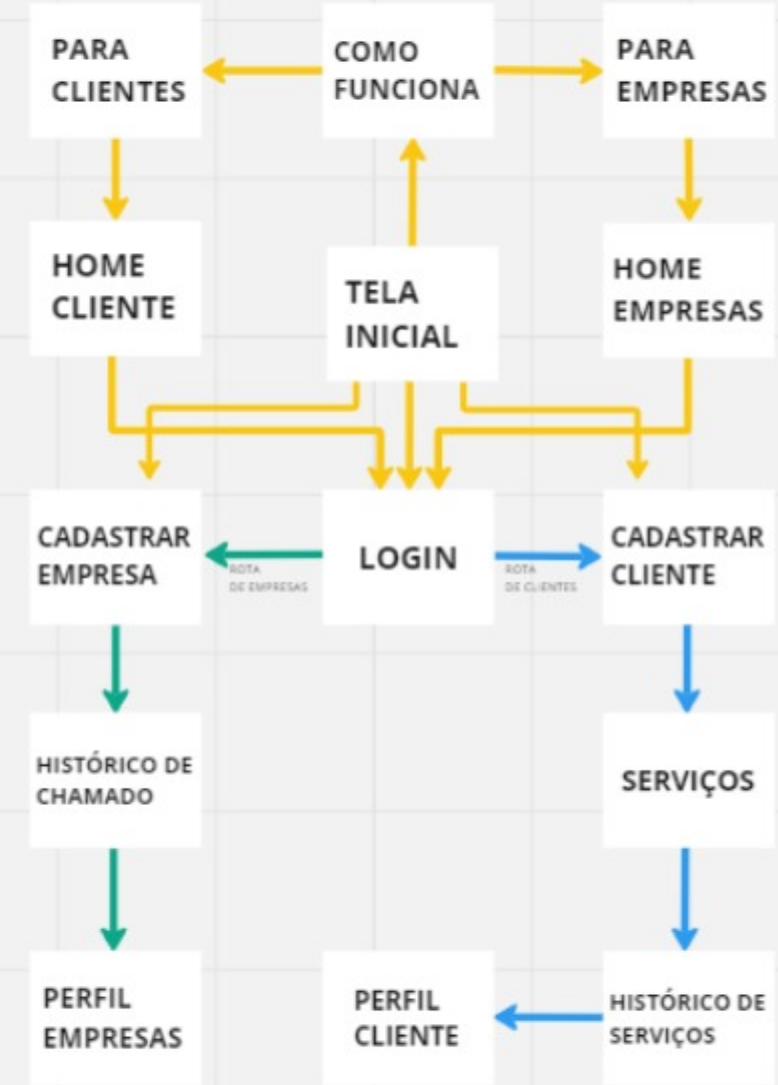 PARA
CLIENTES
COMO
FUNCIONA
PARA
EMPRESAS
HOME
CLIENTE
TELA
INICIAL
HOME
EMPRESAS
CADASTRAR
EMPRESA
ROTA
DE EMPRESAS
LOGIN
ROTA
DE CLIENTES
CADASTRAR
CLIENTE
HISTÓRICO DE
CHAMADO
SERVIÇOS
PERFIL
EMPRESAS
PERFIL
CLIENTE
HISTÓRICO DE
SERVIÇOS